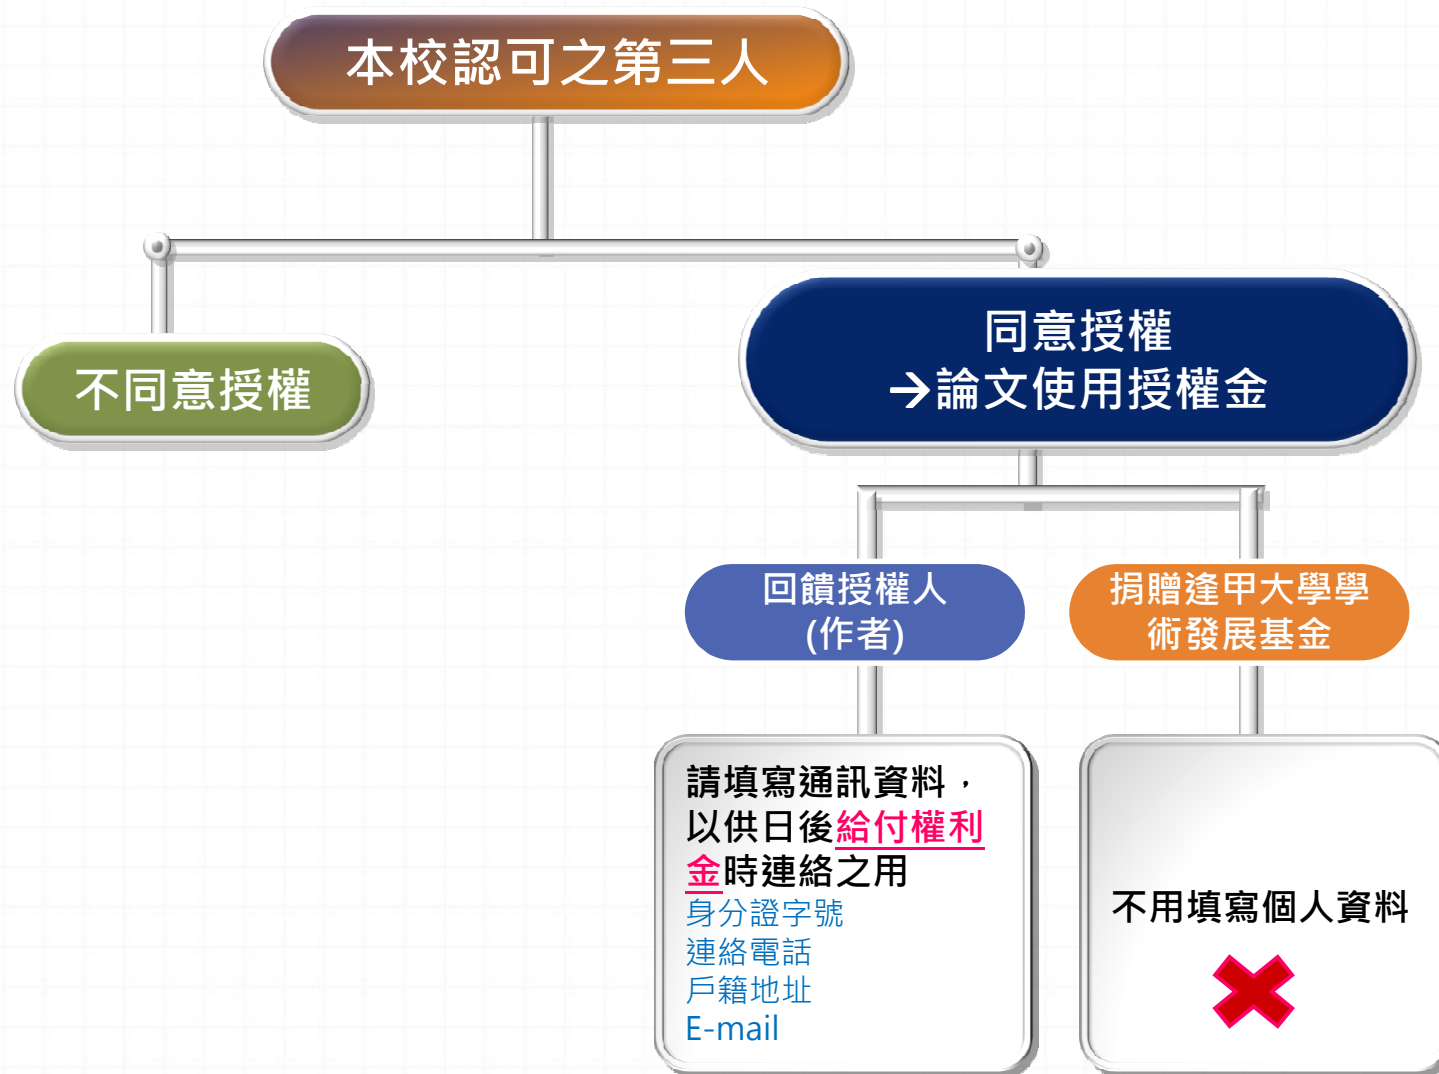 本校認可之第三人
不同意授權
同意授權
→論文使用授權金
回饋授權人
(作者)
捐贈逢甲大學學
術發展基金
請填寫通訊資料，
以供日後給付權利
金時連絡之用
身分證字號
連絡電話
戶籍地址
E-mail
不用填寫個人資料